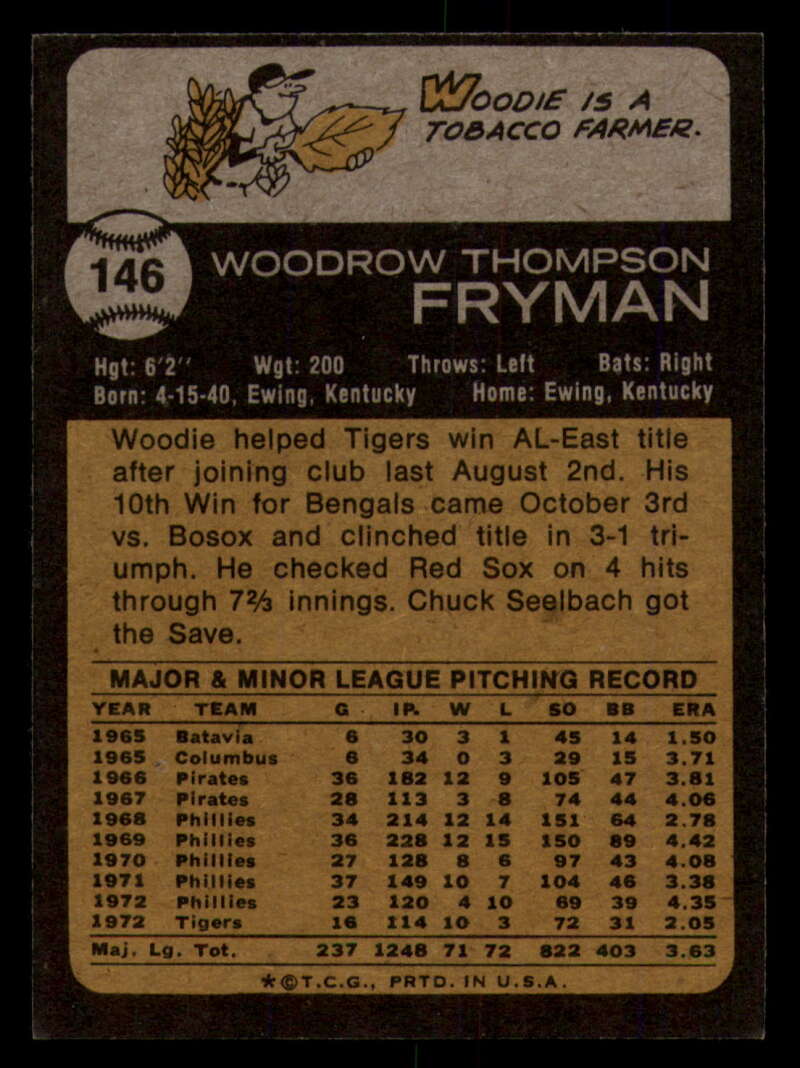 WOODIE IS A
TOBACCO FARMER.
146
WOODROW THOMPSON
FRYMAN
Hgt: 6'2" Wgt: 200 Throws: Left Bats: Right
Born: 4-15-40, Ewing, Kentucky Home: Ewing, Kentucky
Woodie helped Tigers win AL-East title
after joining club last August 2nd. His
10th Win for Bengals came October 3rd
vs. Bosox and clinched title in 3-1 tri-
umph. He checked Red Sox on 4 hits
through 7⅔ innings. Chuck Seelbach got
the Save.
MAJOR & MINOR LEAGUE PITCHING RECORD
YEAR TEAM G IP. W L SO BB ERA
1965 Batavia 6 30 3 1 45 14 1.50
1965 Columbus 6 34 0 3 29 15 3.71
1966 Pirates 36 182 12 9 105 47 3.81
1967 Pirates 28 113 3 8 74 44 4.06
1968 Phillies 34 214 12 14 151 64 2.78
1969 Phillies 36 228 12 15 150 89 4.42
1970 Phillies 27 128 8 6 97 43 4.08
1971 Phillies 37 149 10 7 104 46 3.38
1972 Phillies 23 120 4 10 69 39 4.35
1972 Tigers 16 114 10 3 72 31 2.05
Maj. Lg. Tot. 237 1248 71 72 822 403 3.63
*©T.C.G., PRTD. IN U.S.A.